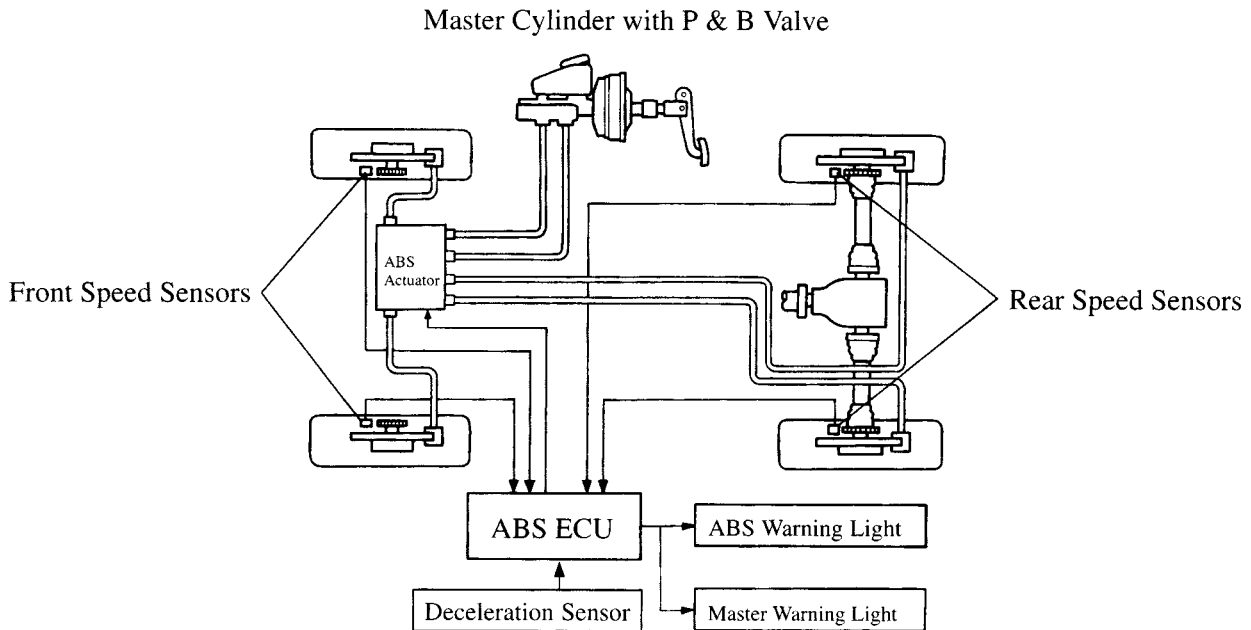 Master Cylinder with P & B Valve
ABS
Actuator
Front Speed Sensors
Rear Speed Sensors
ABS ECU
ABS Warning Light
Deceleration Sensor
Master Warning Light